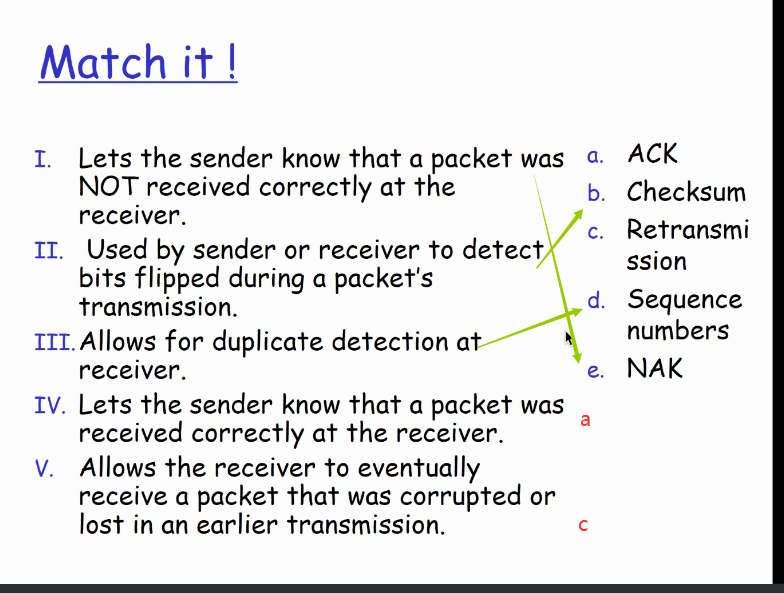 Match it !
I. Lets the sender know that a packet was
NOT received correctly at the
receiver.
II. Used by sender or receiver to detect
bits flipped during a packet's
transmission.
III. Allows for duplicate detection at
receiver.
IV. Lets the sender know that a packet was
received correctly at the receiver.
V. Allows the receiver to eventually
receive a packet that was corrupted or
lost in an earlier transmission.
a. ACK
b. Checksum
c. Retransmi
ssion
d. Sequence
numbers
e. NAK
a
c